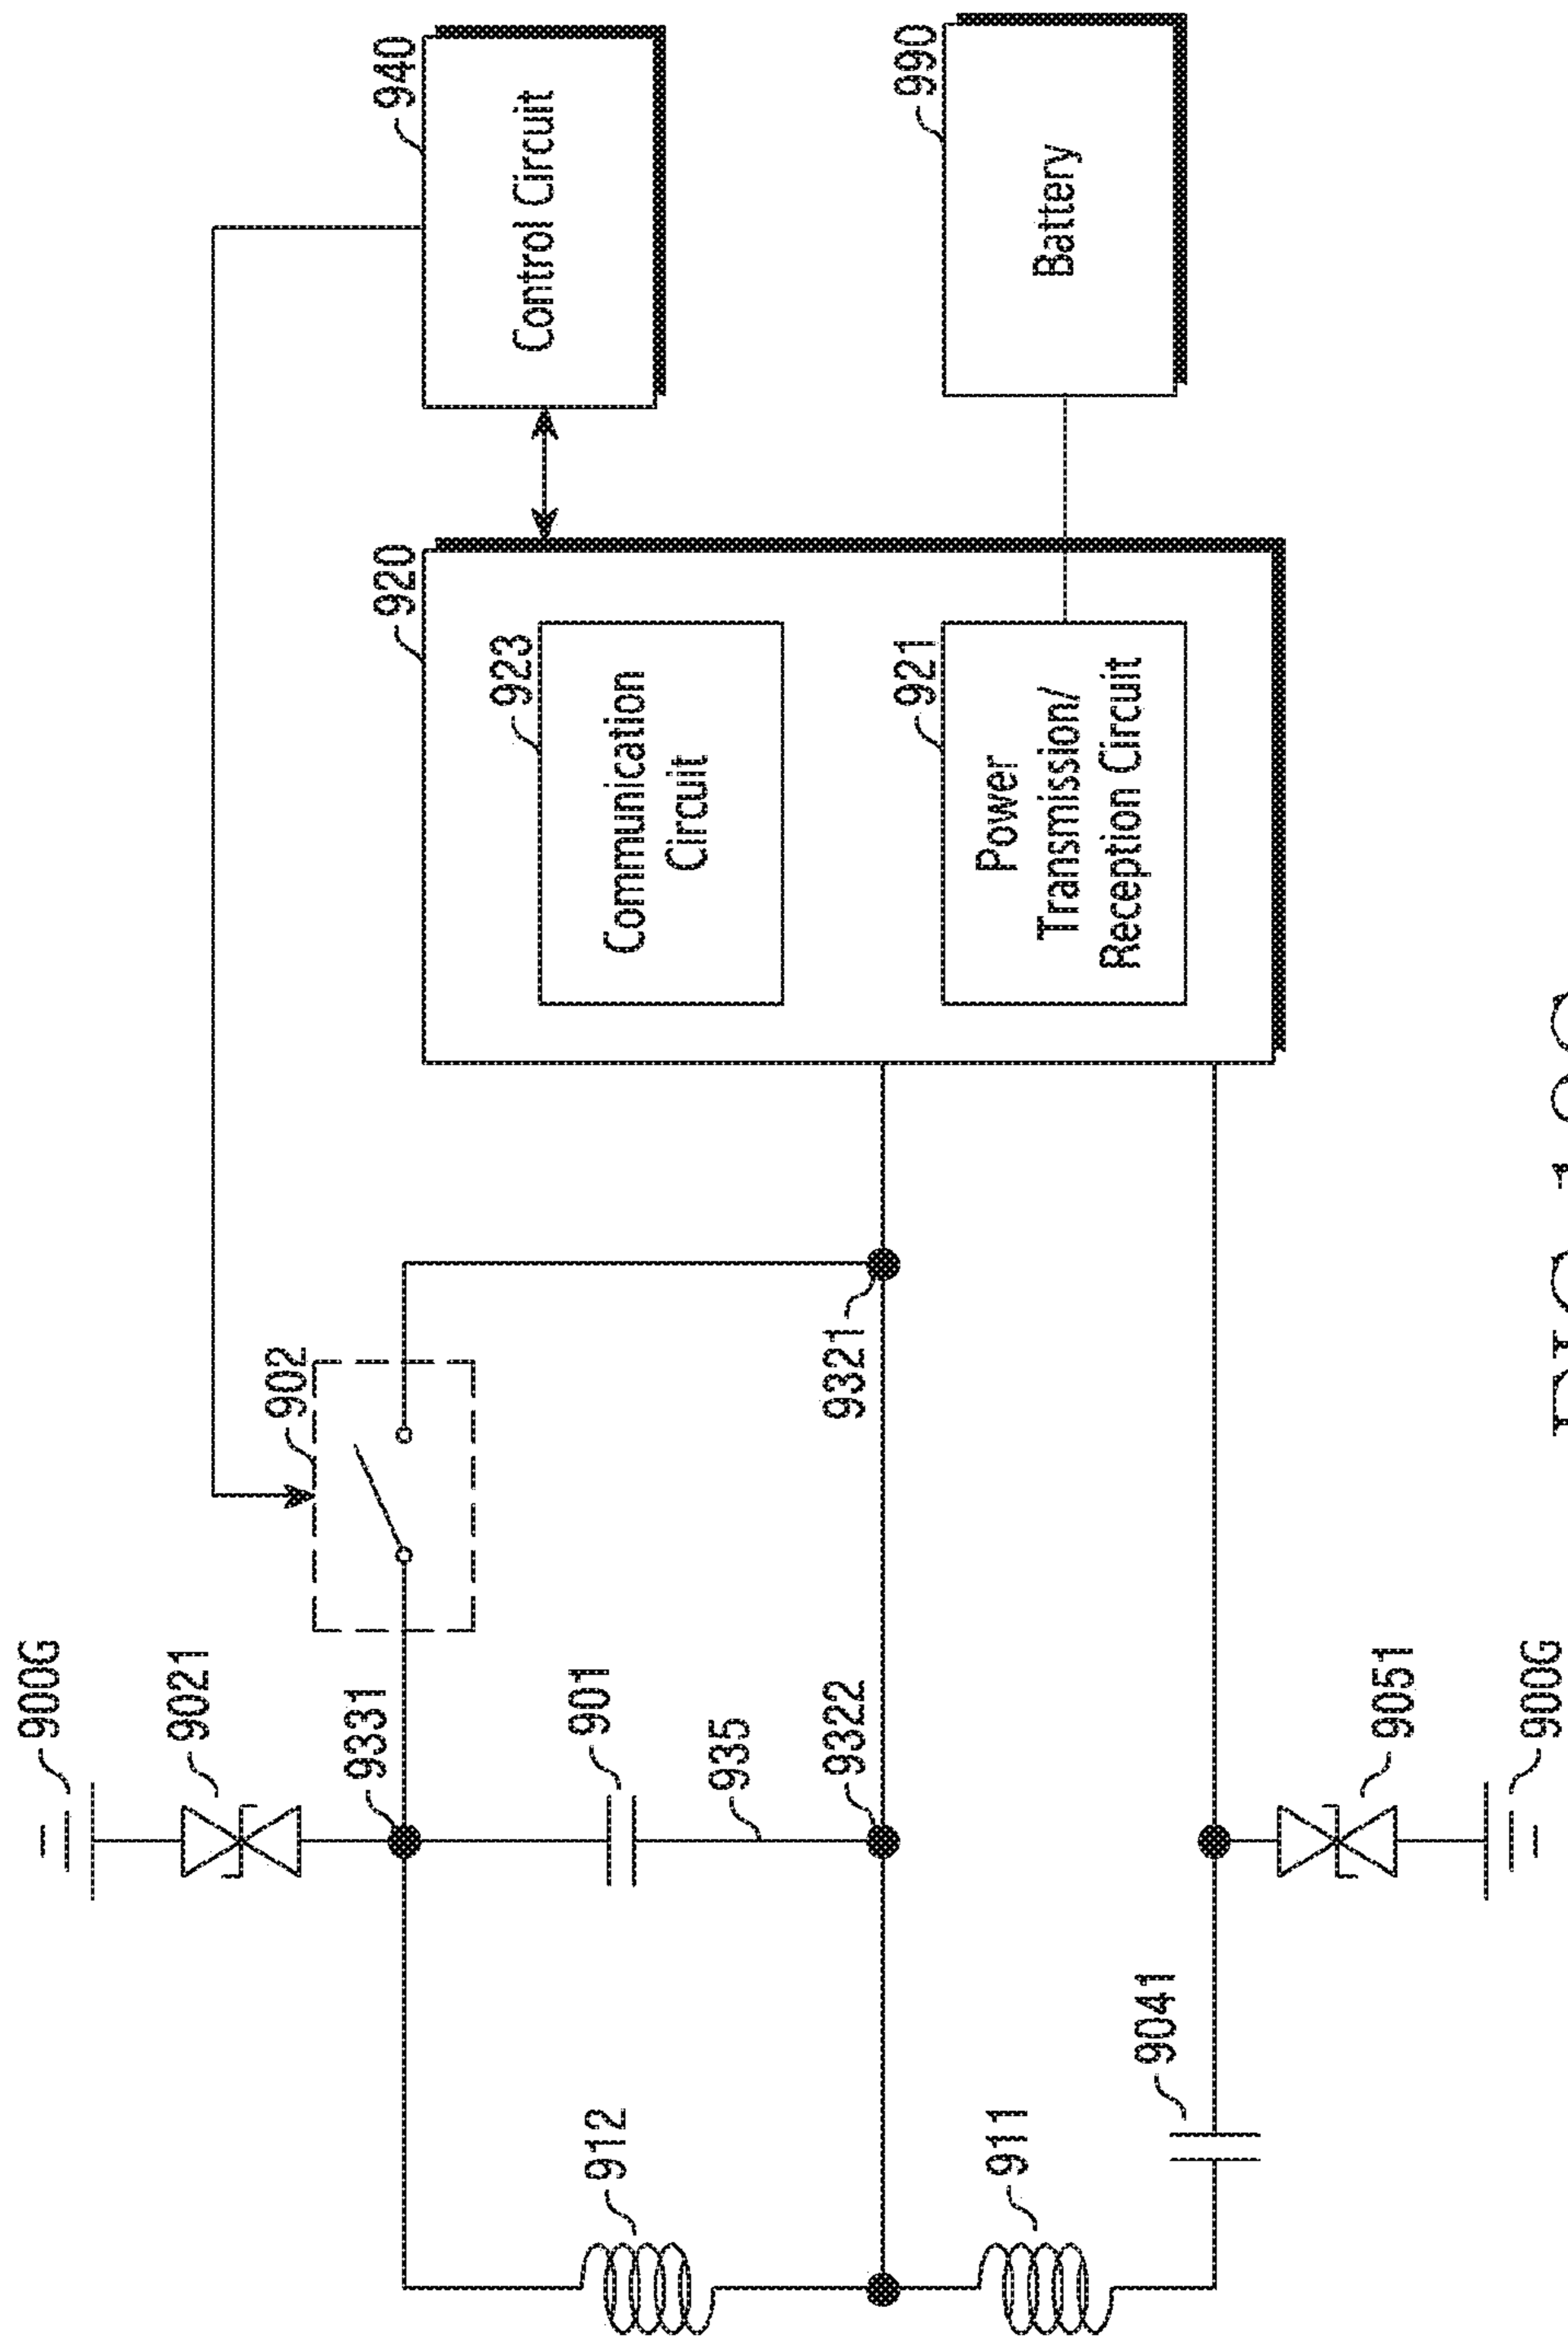 900G
9021
902
9331
920
940
923
Control Circuit
901
912
Communication
Circuit
935
9322
9321
921
990
Power
Transmission/
Reception Circuit
Battery
911
9041
9051
900G